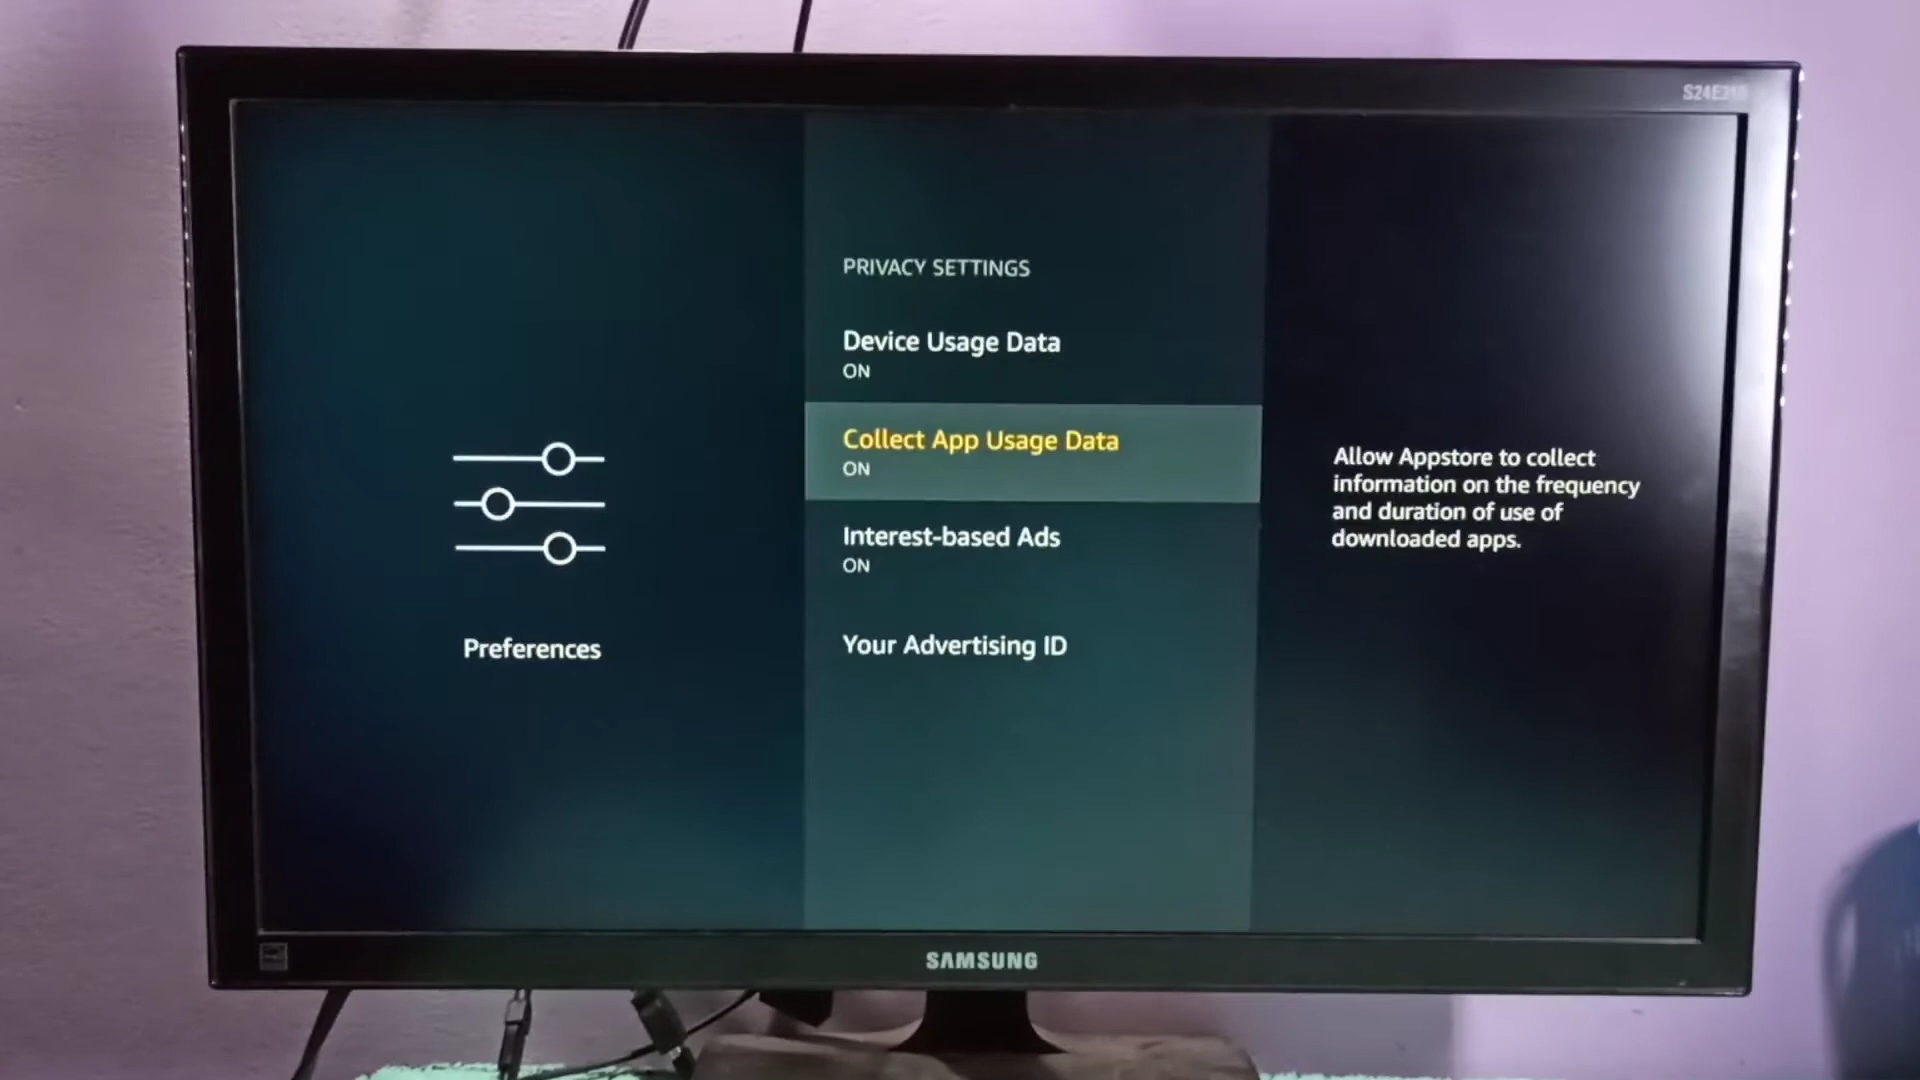 PRIVACY SETTINGS
Device Usage Data
ON
Collect App Usage Data
ON
Interest-based Ads
ON
Your Advertising ID
Preferences
Allow Appstore to collect
information on the frequency
and duration of use of
downloaded apps.
SAMSUNG